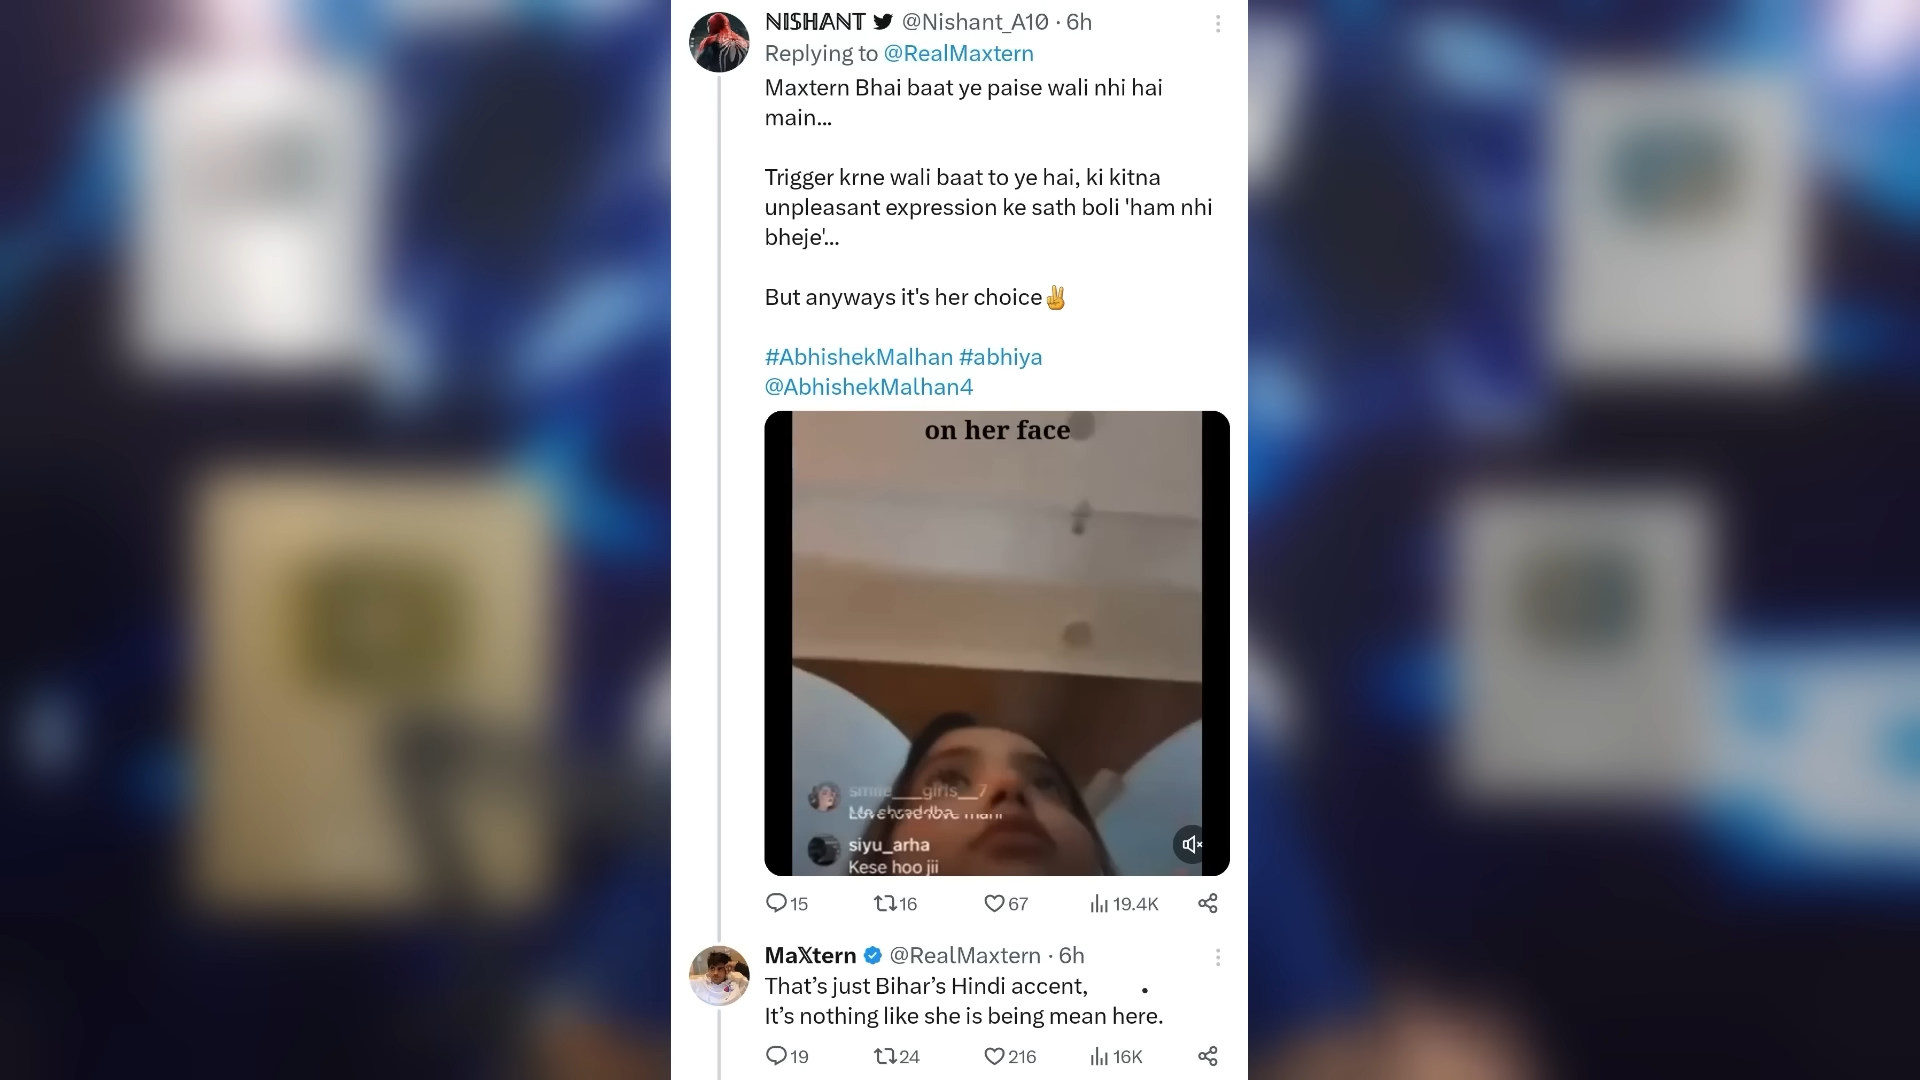 NISHANT @Nishant_A10 · 6h
Replying to @RealMaxtern
Maxtern Bhai baat ye paise wali nhi hai
main...
Trigger krne wali baat to ye hai, ki kitna
unpleasant expression ke sath boli 'ham nhi
bheje'...
But anyways it's her choice✌️
#AbhishekMalhan #abhiya
@AbhishekMalhan4
on her face
smile___girls__7
siyu_arha
Kese hoo jii
15 16 67 19.4K
Ma𝕏tern @RealMaxtern · 6h
That’s just Bihar’s Hindi accent,
It’s nothing like she is being mean here.
19 24 216 16K